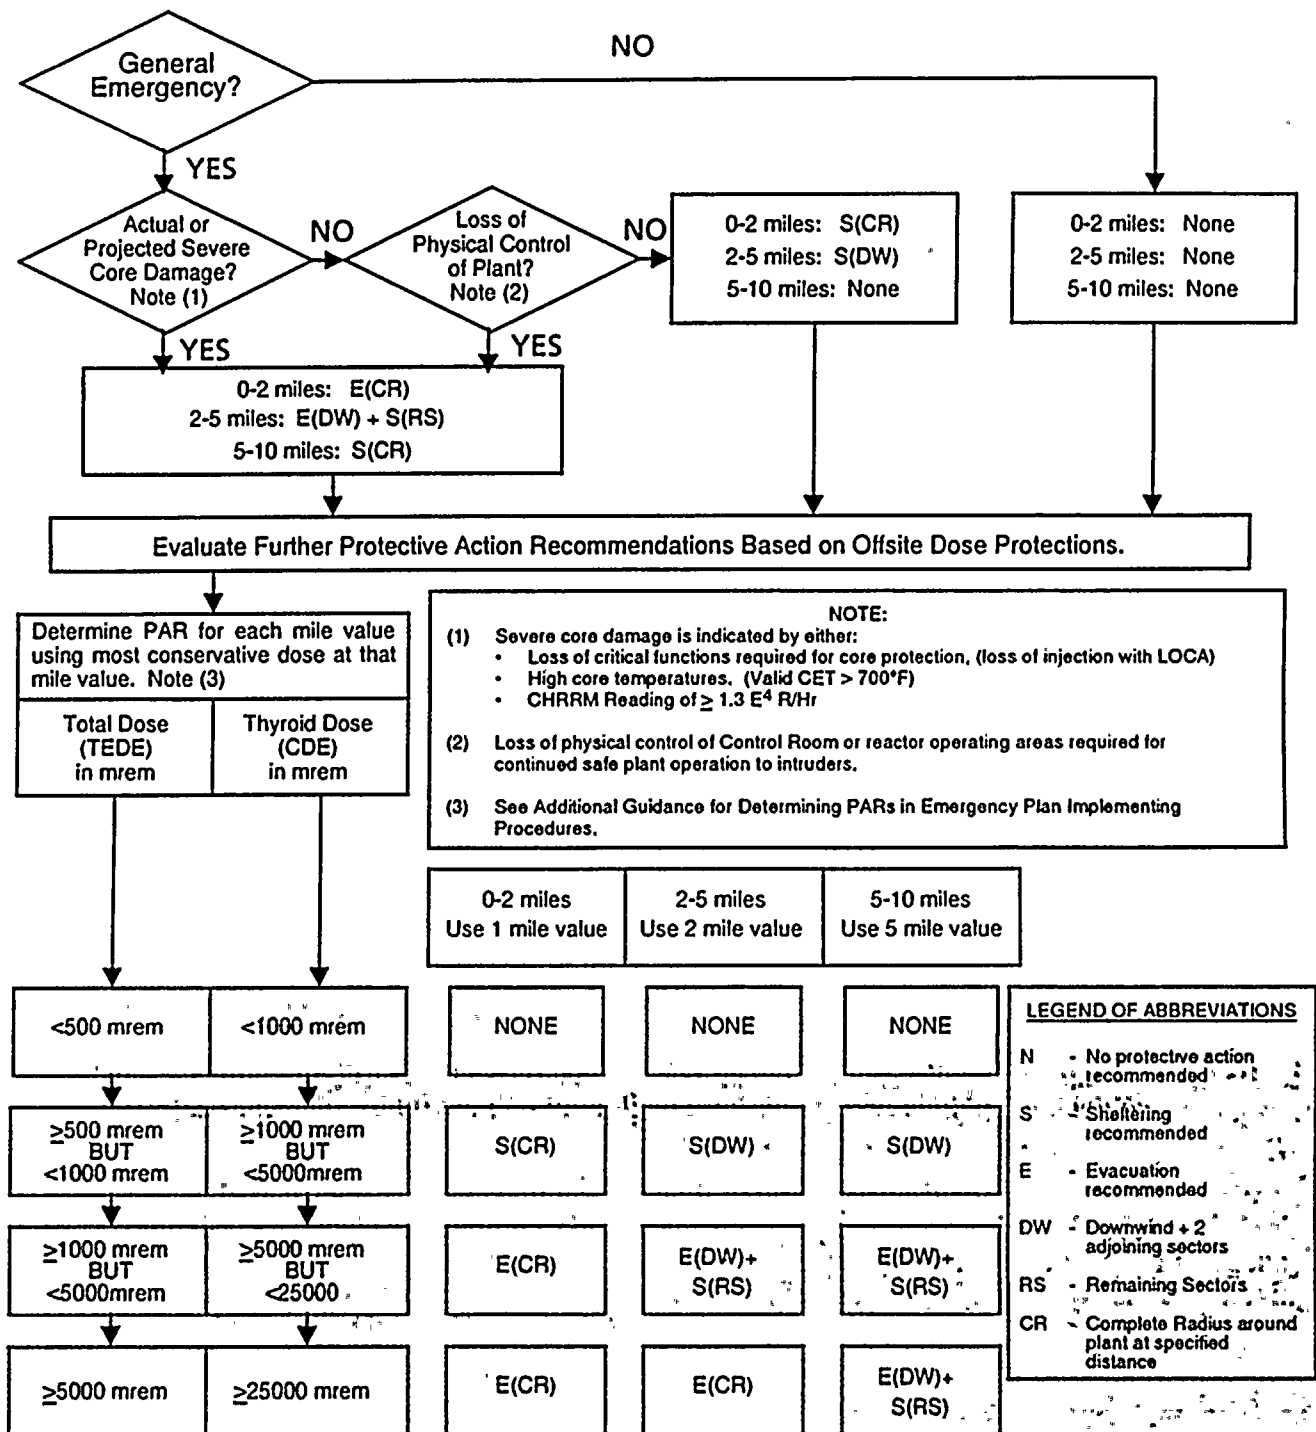 General
Emergency?
NO
YES
Actual or
Projected Severe
Core Damage?
Note (1)
NO
Loss of
Physical Control
of Plant?
Note (2)
NO
0-2 miles: S(CR)
2-5 miles: S(DW)
5-10 miles: None
0-2 miles: None
2-5 miles: None
5-10 miles: None
YES
YES
0-2 miles: E(CR)
2-5 miles: E(DW) + S(RS)
5-10 miles: S(CR)
Evaluate Further Protective Action Recommendations Based on Offsite Dose Protections.
Determine PAR for each mile value
using most conservative dose at that
mile value. Note (3)
Total Dose
(TEDE)
in mrem
Thyroid Dose
(CDE)
in mrem
NOTE:
(1) Severe core damage is indicated by either:
• Loss of critical functions required for core protection. (loss of injection with LOCA)
• High core temperatures. (Valid CET > 700°F)
• CHRRM Reading of ≥ 1.3 E⁴ R/Hr
(2) Loss of physical control of Control Room or reactor operating areas required for
continued safe plant operation to intruders.
(3) See Additional Guidance for Determining PARs in Emergency Plan Implementing
Procedures.
0-2 miles
Use 1 mile value
2-5 miles
Use 2 mile value
5-10 miles
Use 5 mile value
<500 mrem
<1000 mrem
NONE
NONE
NONE
≥500 mrem
BUT
<1000 mrem
≥1000 mrem
BUT
<5000mrem
S(CR)
S(DW)
S(DW)
≥1000 mrem
BUT
<5000mrem
≥5000 mrem
BUT
<25000
E(CR)
E(DW)+
S(RS)
E(DW)+
S(RS)
≥5000 mrem
≥25000 mrem
E(CR)
E(CR)
E(DW)+
S(RS)
LEGEND OF ABBREVIATIONS
N - No protective action
recommended
S - Sheltering
recommended
E - Evacuation
recommended
DW - Downwind + 2
adjoining sectors
RS - Remaining Sectors
CR - Complete Radius around
plant at specified
distance